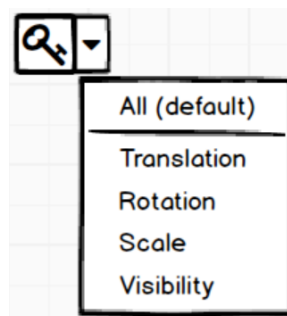 All (default)
Translation
Rotation
Scale
Visibility